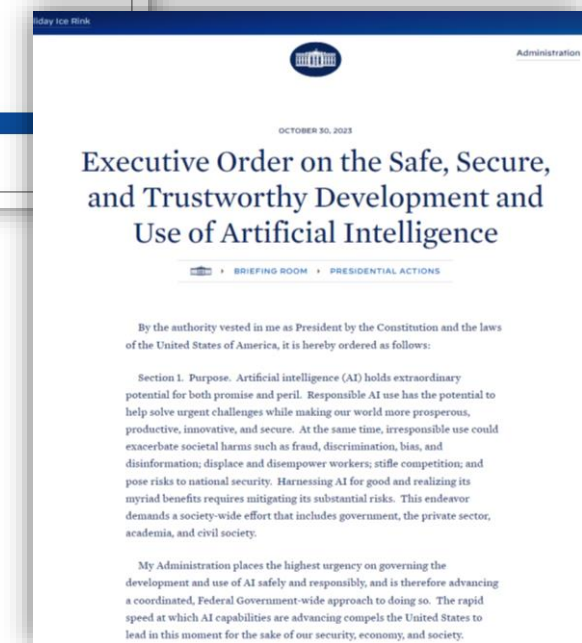 iday Ice Rink
Administration
OCTOBER 30, 2023
Executive Order on the Safe, Secure,
and Trustworthy Development and
Use of Artificial Intelligence
BRIEFING ROOM
PRESIDENTIAL ACTIONS
By the authority vested in me as President by the Constitution and the laws
of the United States of America, it is hereby ordered as follows:
Section 1. Purpose. Artificial intelligence (AI) holds extraordinary
potential for both promise and peril. Responsible AI use has the potential to
help solve urgent challenges while making our world more prosperous,
productive, innovative, and secure. At the same time, irresponsible use could
exacerbate societal harms such as fraud, discrimination, bias, and
disinformation; displace and disempower workers; stifle competition; and
pose risks to national security. Harnessing AI for good and realizing its
myriad benefits requires mitigating its substantial risks. This endeavor
demands a society-wide effort that includes government, the private sector,
academia, and civil society.
My Administration places the highest urgency on governing the
development and use of AI safely and responsibly, and is therefore advancing
a coordinated, Federal Government-wide approach to doing so. The rapid
speed at which AI capabilities are advancing compels the United States to
lead in this moment for the sake of our security, economy, and society.